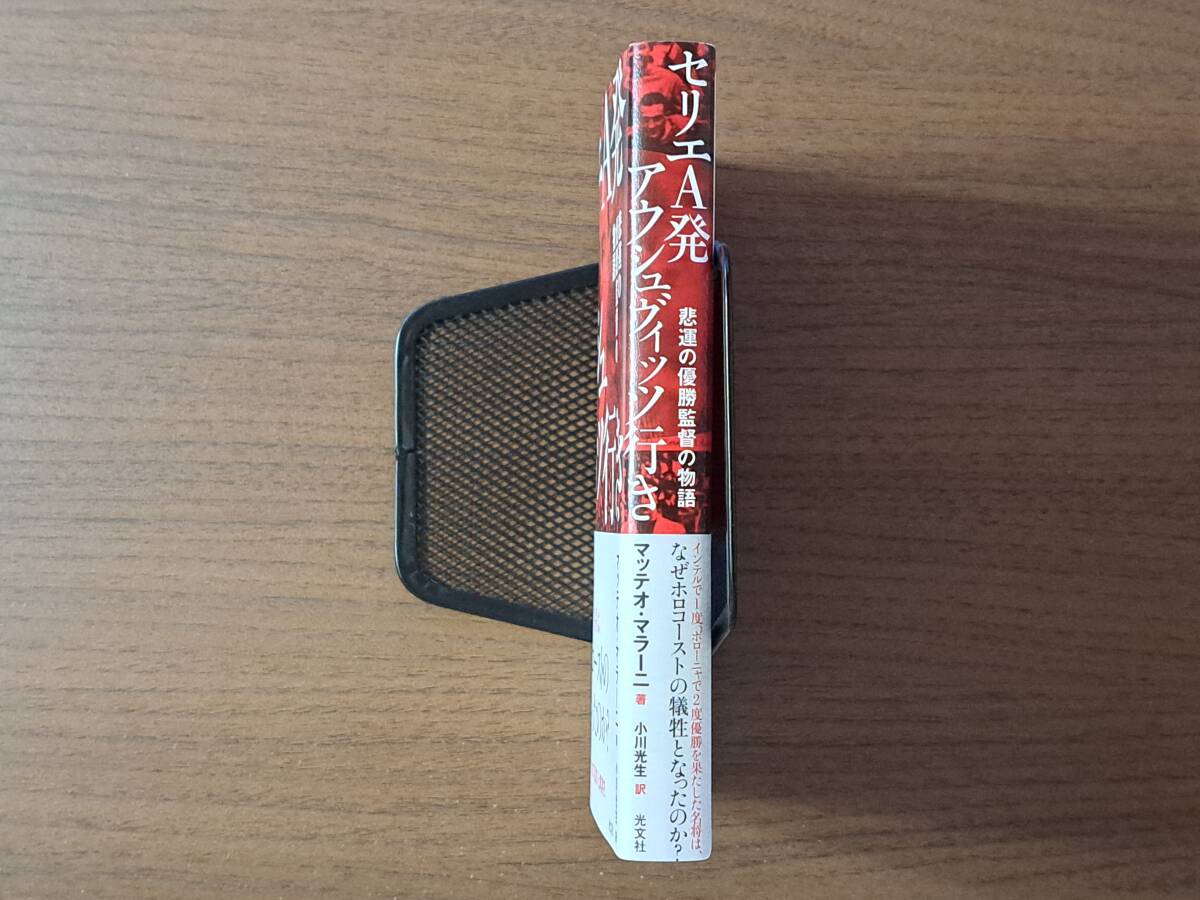 セリエA発
アウシュヴィッツ行き
悲運の優勝監督の物語
インテルで1度、ボローニャで2度優勝を果たした名将は、
なぜホロコーストの犠牲となったのか?
マッテオ・マラーニ 著
小川光生 訳
光文社